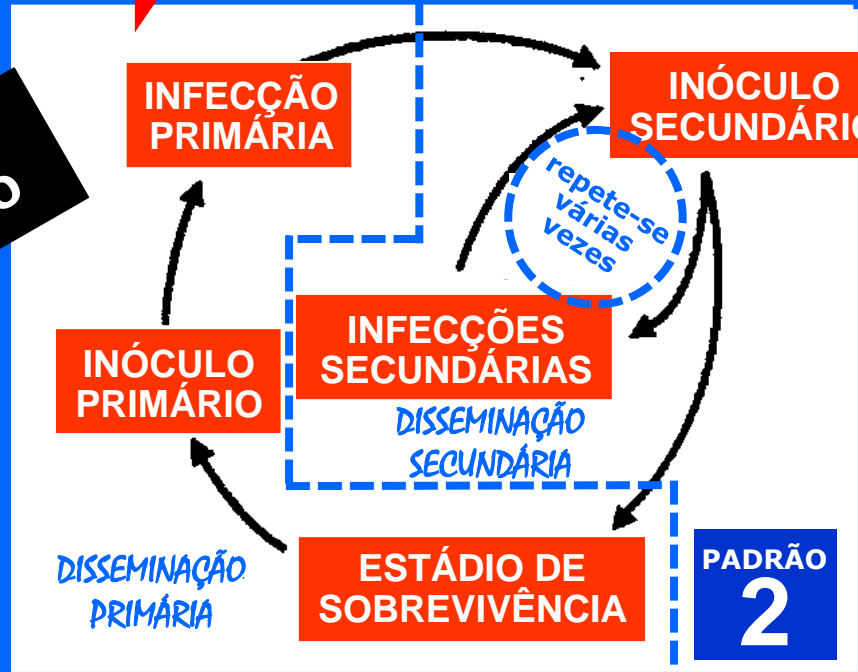 INFECÇÃO
PRIMÁRIA
INÓCULO
SECUNDÁRIO
repete-se
várias
vezes
INFECÇÕES
SECUNDÁRIAS
INÓCULO
PRIMÁRIO
DISSEMINAÇÃO
SECUNDÁRIA
DISSEMINAÇÃO
PRIMÁRIA
ESTÁDIO DE
SOBREVIVÊNCIA
PADRÃO
2